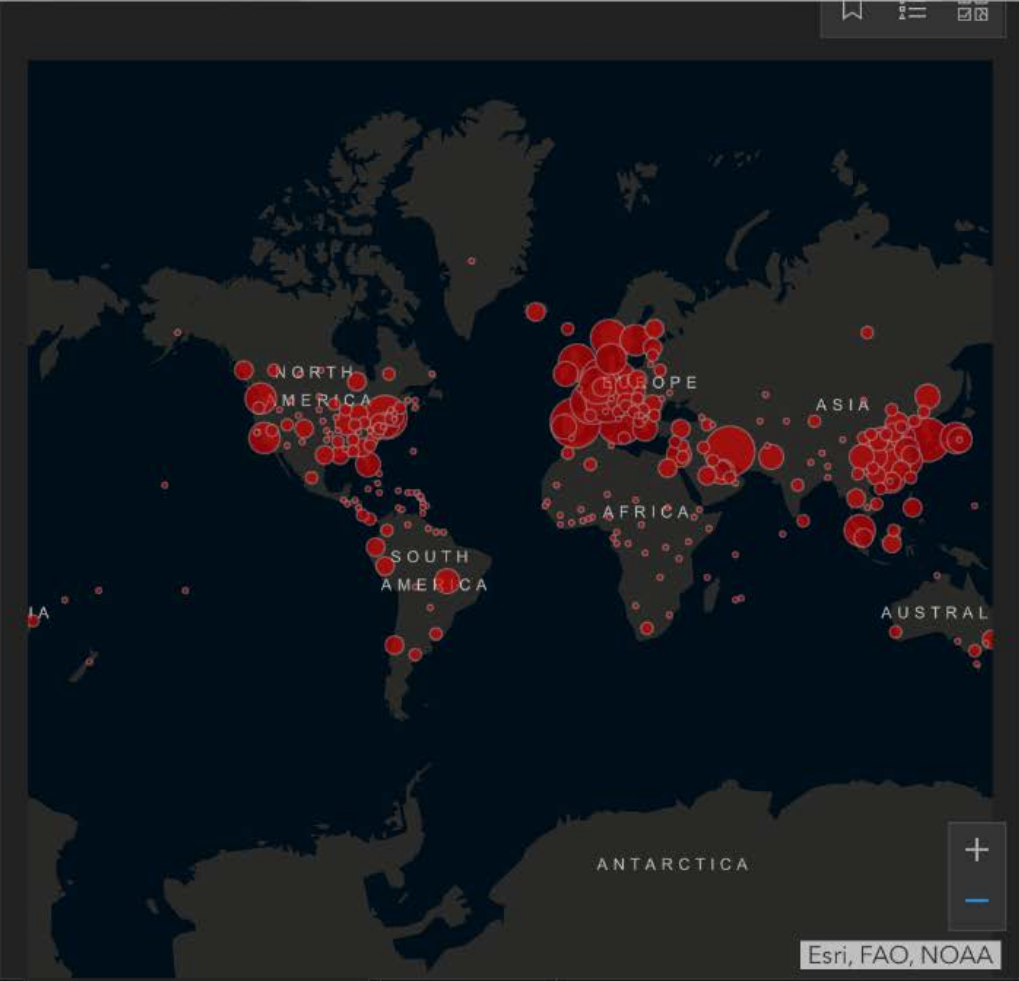 NORTH
AMERICA
EUROPE
ASIA
AFRICA
SOUTH
AMERICA
IA
AUSTRAL
ANTARCTICA
Esri, FAO, NOAA